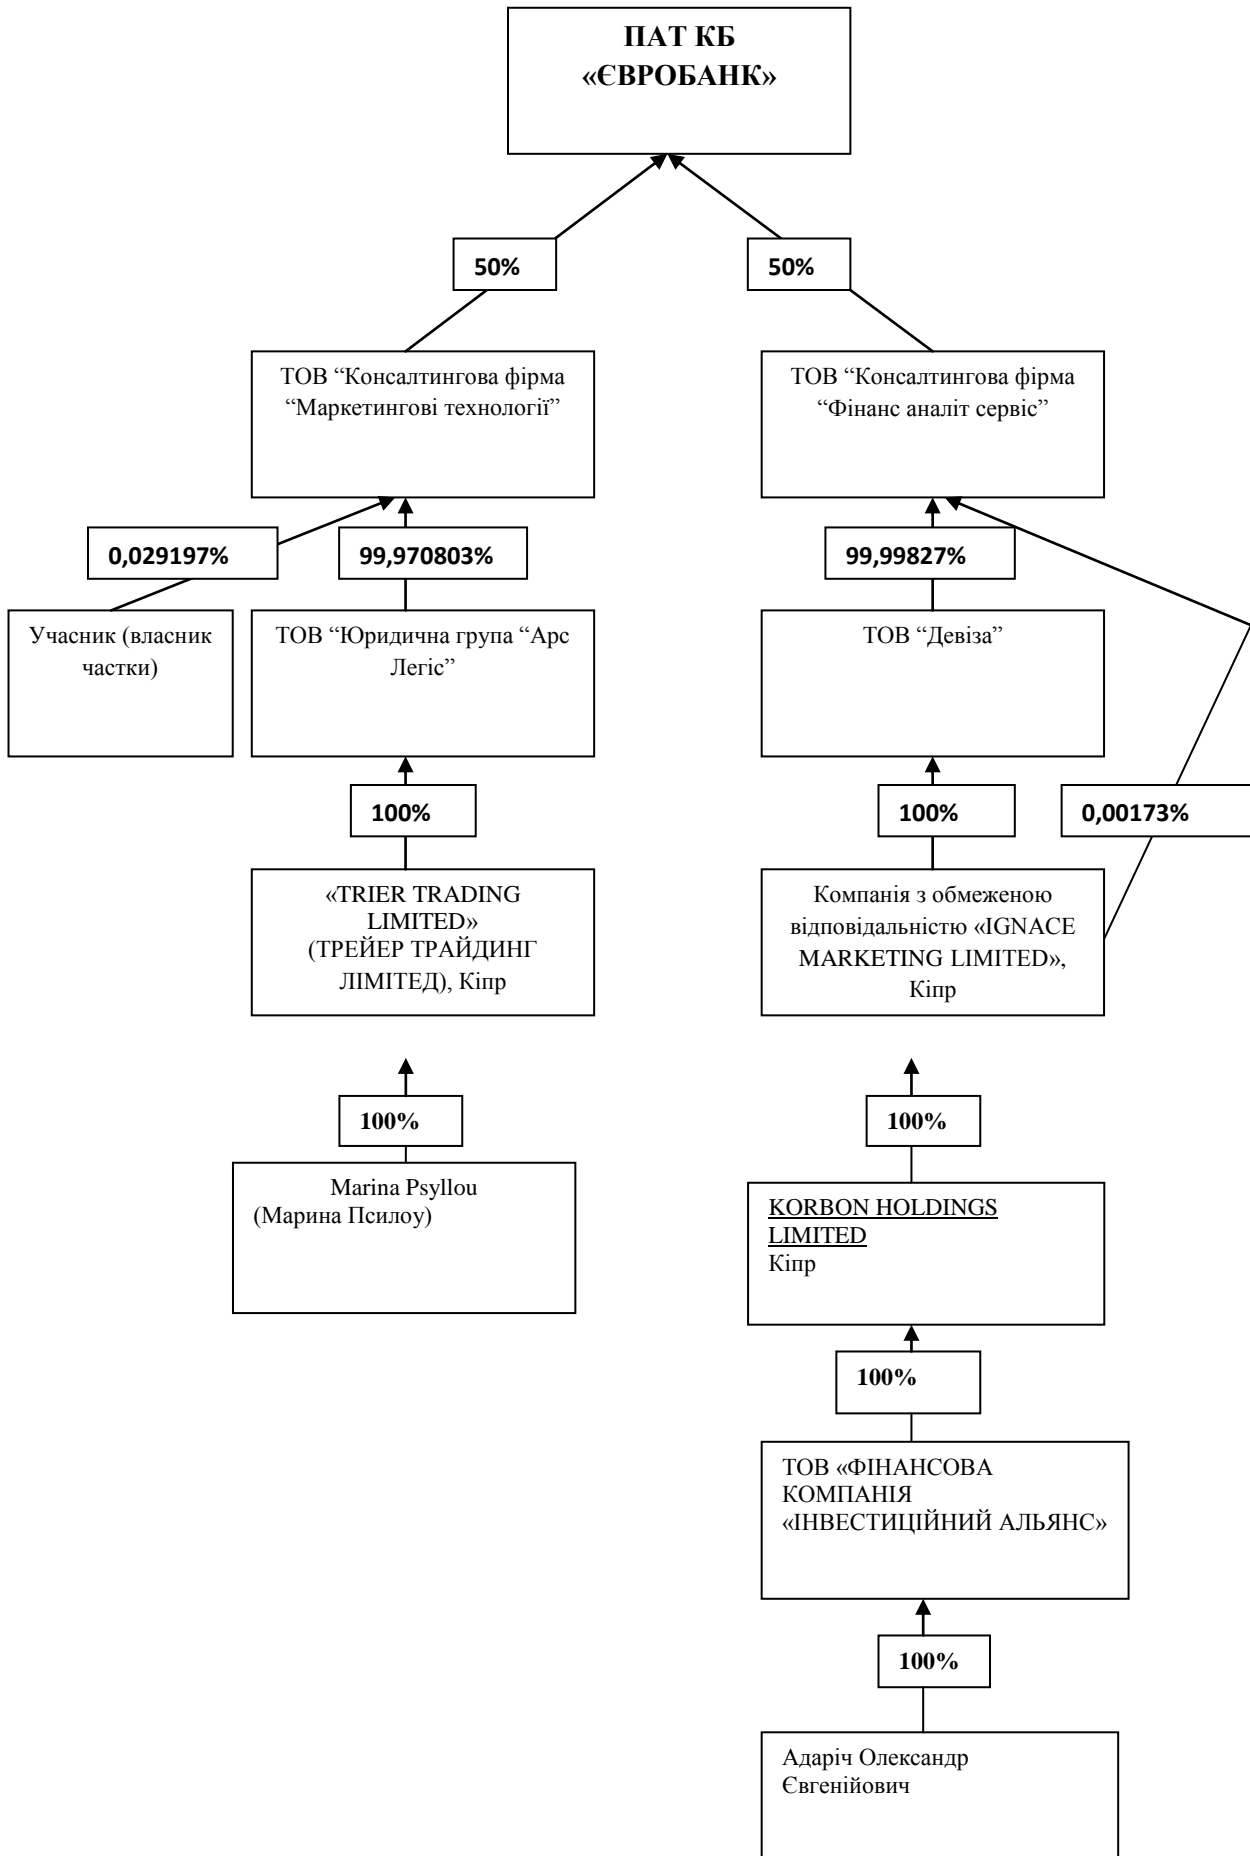 ПАТ КБ
«ЄВРОБАНК»
50%
50%
ТОВ “Консалтингова фірма
“Маркетингові технології”
ТОВ “Консалтингова фірма
“Фінанс аналіт сервіс”
0,029197%
99,970803%
99,99827%
Учасник (власник
частки)
ТОВ “Юридична група “Арс
Легіс”
ТОВ “Девіза”
100%
100%
0,00173%
«TRIER TRADING
LIMITED»
(ТРЕЙЕР ТРАЙДИНГ
ЛІМІТЕД), Кіпр
Компанія з обмеженою
відповідальністю «IGNACE
MARKETING LIMITED»,
Кіпр
100%
100%
Marina Psyllou
(Марина Псилоу)
KORBON HOLDINGS
LIMITED
Кіпр
100%
ТОВ «ФІНАНСОВА
КОМПАНІЯ
«ІНВЕСТИЦІЙНИЙ АЛЬЯНС»
100%
Адаріч Олександр
Євгенійович